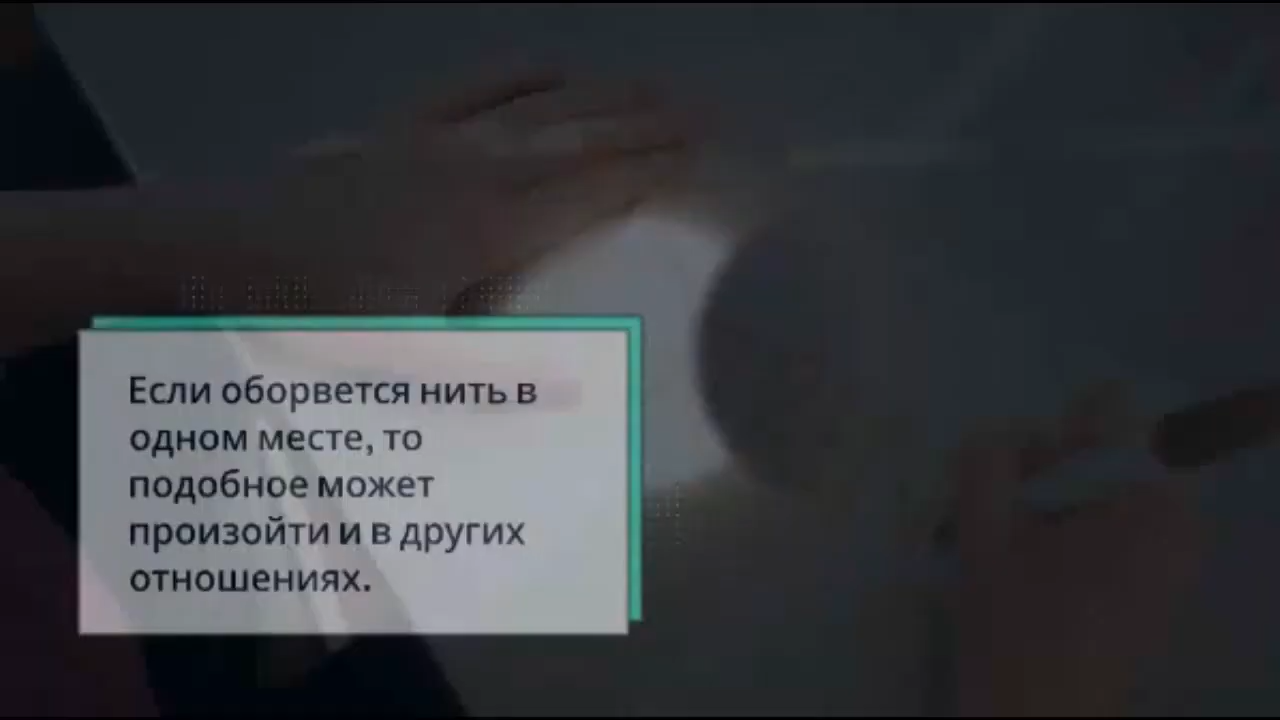 Если оборвется нить в
одном месте, то
подобное может
произойти и в других
отношениях.